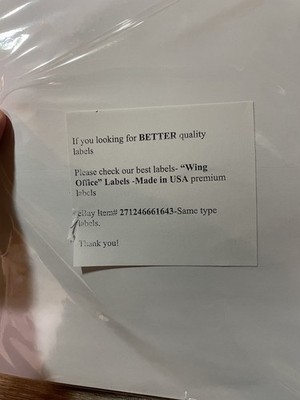 If you looking for BETTER quality
labels
Please check our best labels- “Wing
Office” Labels -Made in USA premium
labels
eBay Item# 271246661643-Same type
labels.
Thank you!